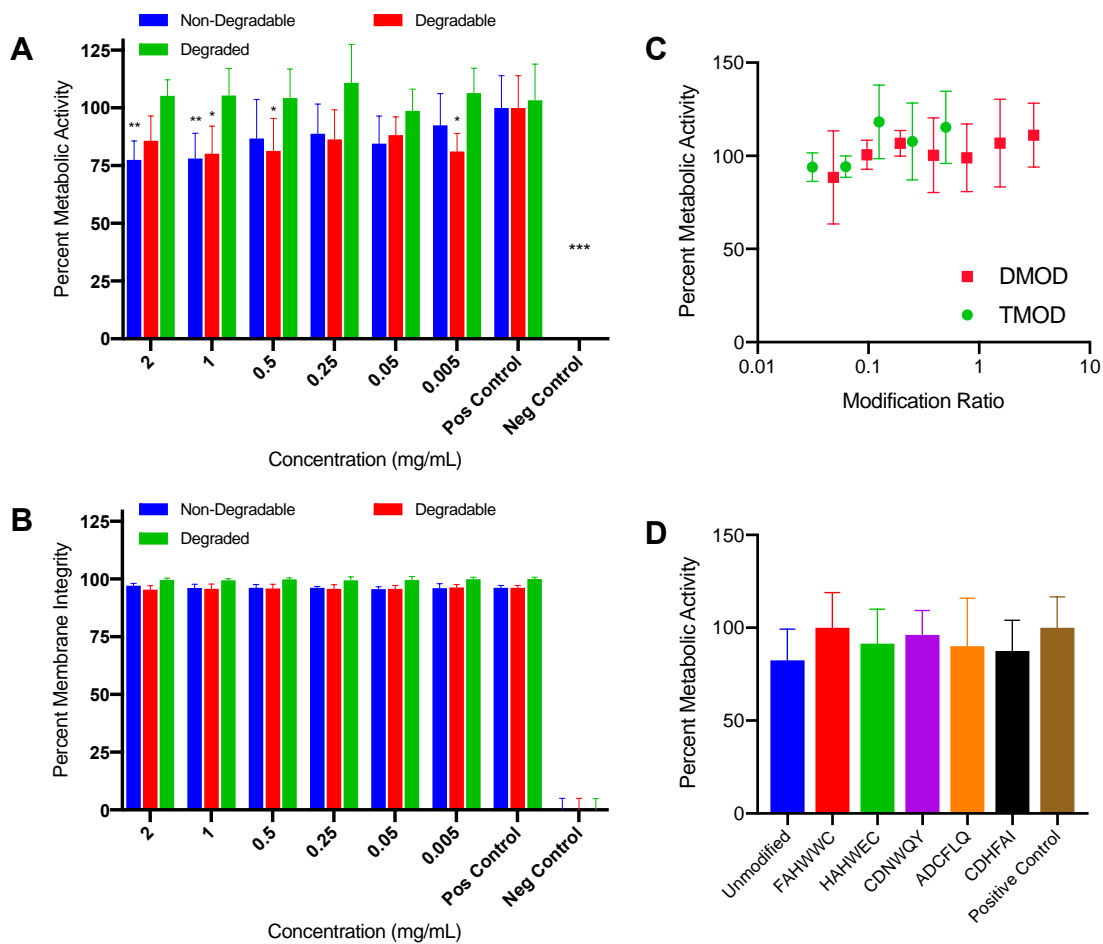 A
Non-Degradable
Degradable
Degraded
Percent Metabolic Activity
125
100
75
50
25
0
**
**
*
*
*
***
2
1
0.5
0.25
0.05
0.005
Pos Control
Neg Control
Concentration (mg/mL)
B
Non-Degradable
Degradable
Degraded
Percent Membrane Integrity
125
100
75
50
25
0
2
1
0.5
0.25
0.05
0.005
Pos Control
Neg Control
Concentration (mg/mL)
C
Percent Metabolic Activity
150
100
50
0
DMOD
TMOD
0.01
0.1
1
10
Modification Ratio
D
Percent Metabolic Activity
150
100
50
0
Unmodified
FAHWWC
HAHWEC
CDNWQY
ADCFLQ
CDHFAI
Positive Control